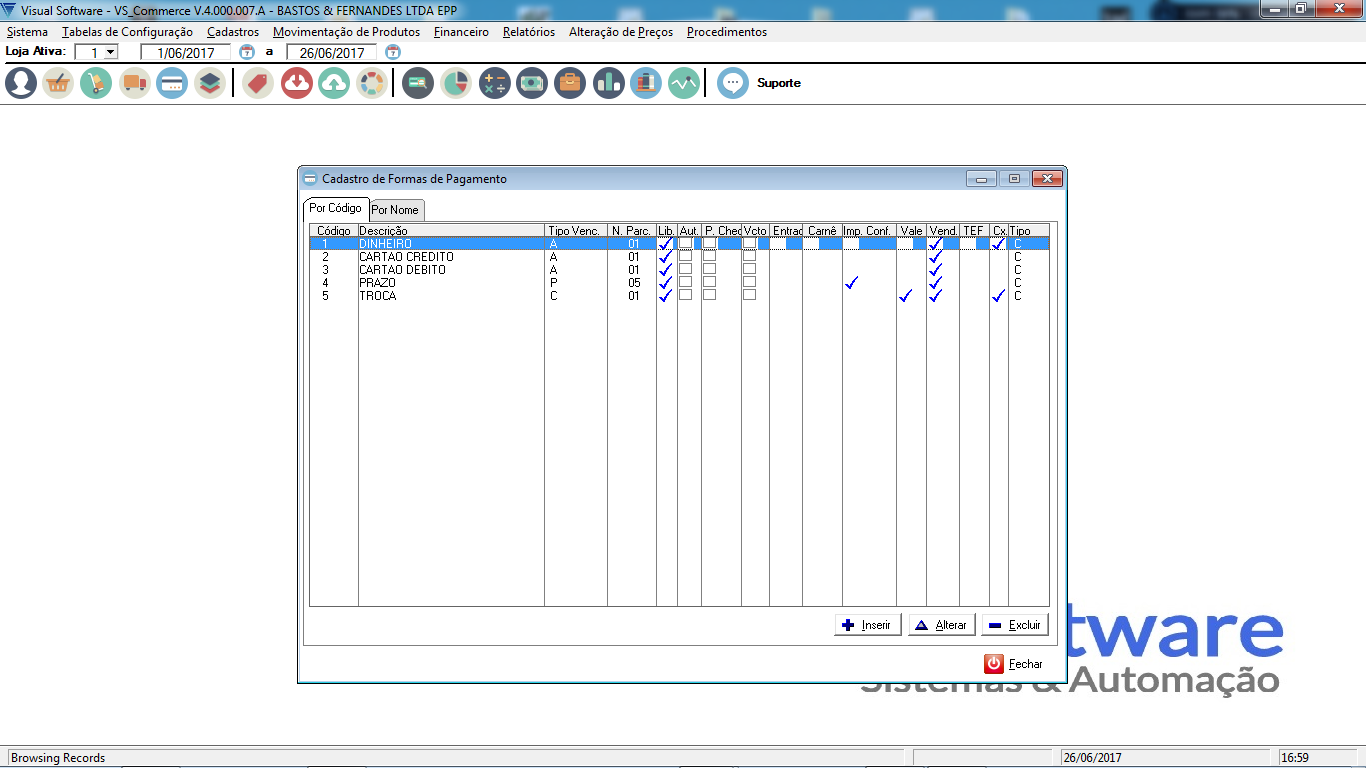 Visual Software - VS_Commerce V.4.000.007.A - BASTOS & FERNANDES LTDA EPP
Sistema Tabelas de Configuração Cadastros Movimentação de Produtos Financeiro Relatórios Alteração de Preços Procedimentos
Loja Ativa: 1 1/06/2017 a 26/06/2017
Suporte
Cadastro de Formas de Pagamento
Por Código Por Nome
Código Descrição Tipo Venc. N. Parc. Lib. Aut. P. Chec Vcto Entrac Carnê Imp. Conf. Vale Vend. TEF Cx. Tipo
1 DINHEIRO A 01 C
2 CARTAO CREDITO A 01 C
3 CARTAO DEBITO A 01 C
4 PRAZO P 05 C
5 TROCA C 01 C
Inserir Alterar Excluir
tware
Fechar
Sistemas & Automação
Browsing Records 26/06/2017 16:59